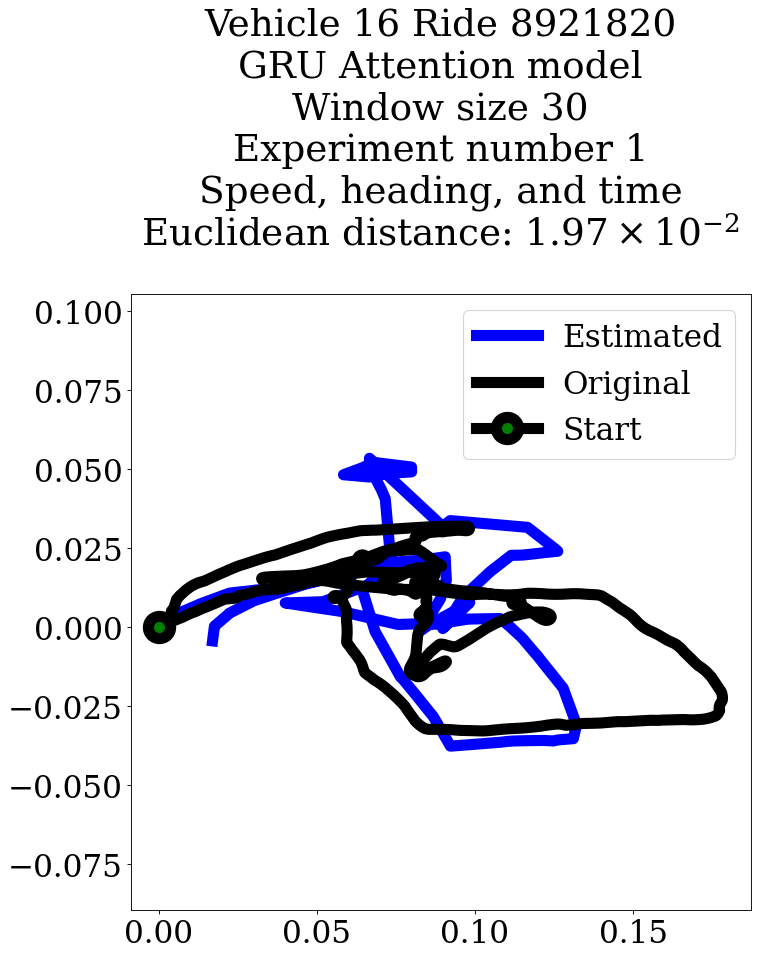 Vehicle 16 Ride 8921820
GRU Attention model
Window size 30
Experiment number 1
Speed, heading, and time
Euclidean distance: 1.97 × 10⁻²
Estimated
Original
Start
0.100
0.075
0.050
0.025
0.000
−0.025
−0.050
−0.075
0.00 0.05 0.10 0.15